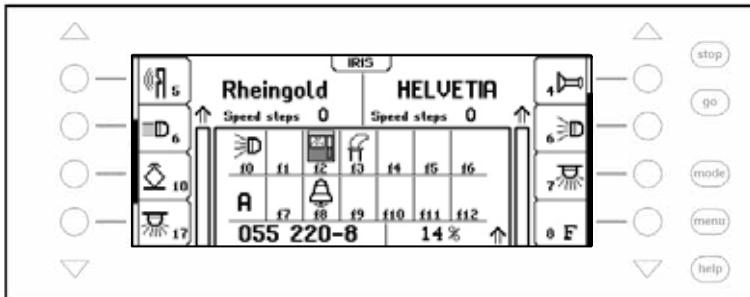 IRIS
Rheingold HELVETIA
Speed steps 0 Speed steps 0
5
6
10
17
4
6
7
8 F
f0 f1 f2 f3 f4 f5 f6
A f7 f8 f9 f10 f11 f12
055 220-8 14%
stop
go
mode
menu
help